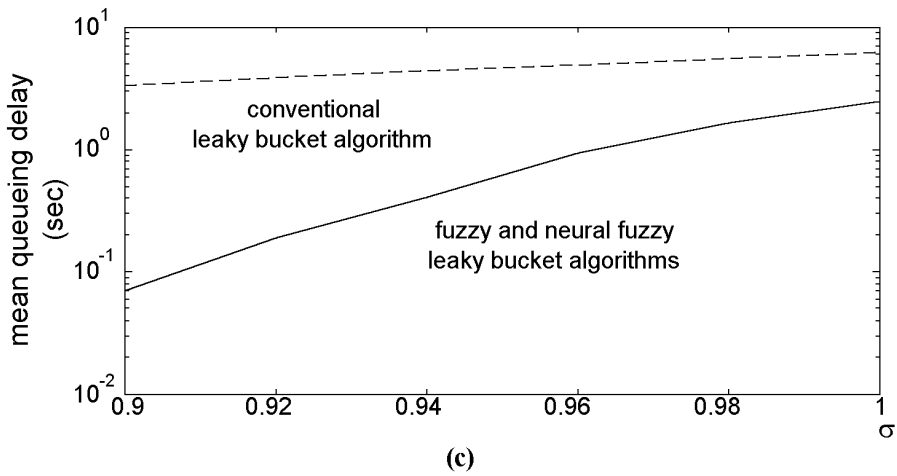 10^1
conventional
leaky bucket algorithm
10^0
mean queueing delay
(sec)
fuzzy and neural fuzzy
leaky bucket algorithms
10^-1
10^-2
0.9 0.92 0.94 0.96 0.98 1
σ
(c)